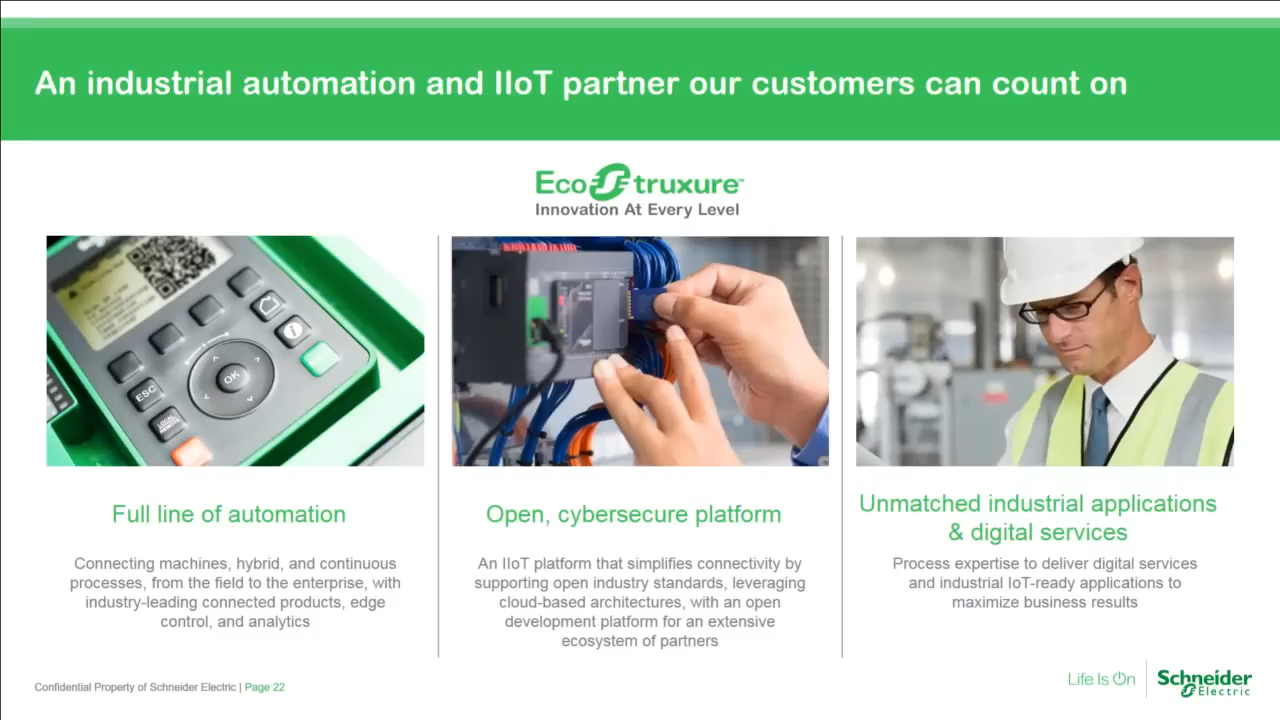 An industrial automation and IIoT partner our customers can count on
EcoStruxure™
Innovation At Every Level
OK
ESC
LOCAL
REMOTE
Full line of automation
Connecting machines, hybrid, and continuous
processes, from the field to the enterprise, with
industry-leading connected products, edge
control, and analytics
Open, cybersecure platform
An IIoT platform that simplifies connectivity by
supporting open industry standards, leveraging
cloud-based architectures, with an open
development platform for an extensive
ecosystem of partners
Unmatched industrial applications
& digital services
Process expertise to deliver digital services
and industrial IoT-ready applications to
maximize business results
Confidential Property of Schneider Electric | Page 22
Life Is On
Schneider
Electric